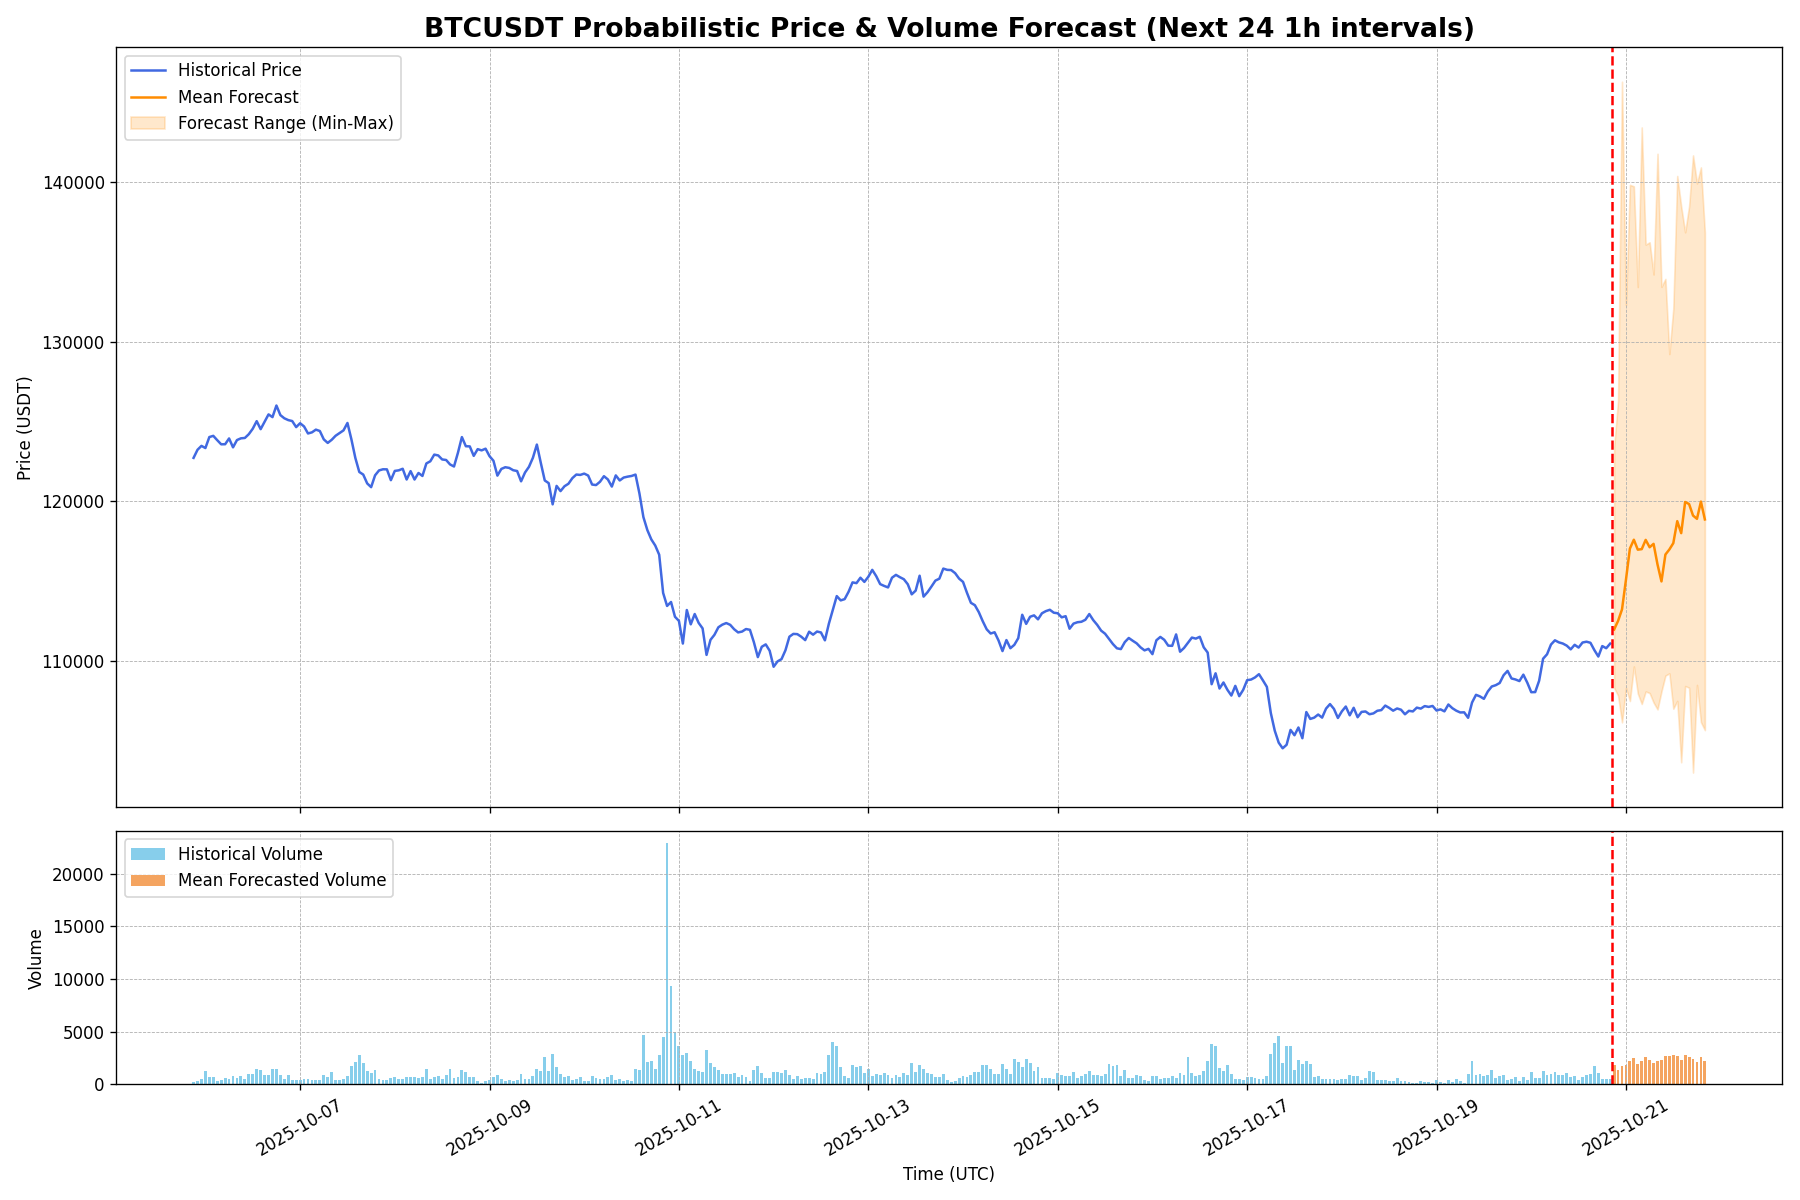 BTCUSDT Probabilistic Price & Volume Forecast (Next 24 1h intervals)
Historical Price
Mean Forecast
Forecast Range (Min-Max)
Price (USDT)
140000
130000
120000
110000
Historical Volume
Mean Forecasted Volume
Volume
20000
15000
10000
5000
0
2025-10-07
2025-10-09
2025-10-11
2025-10-13
2025-10-15
2025-10-17
2025-10-19
2025-10-21
Time (UTC)